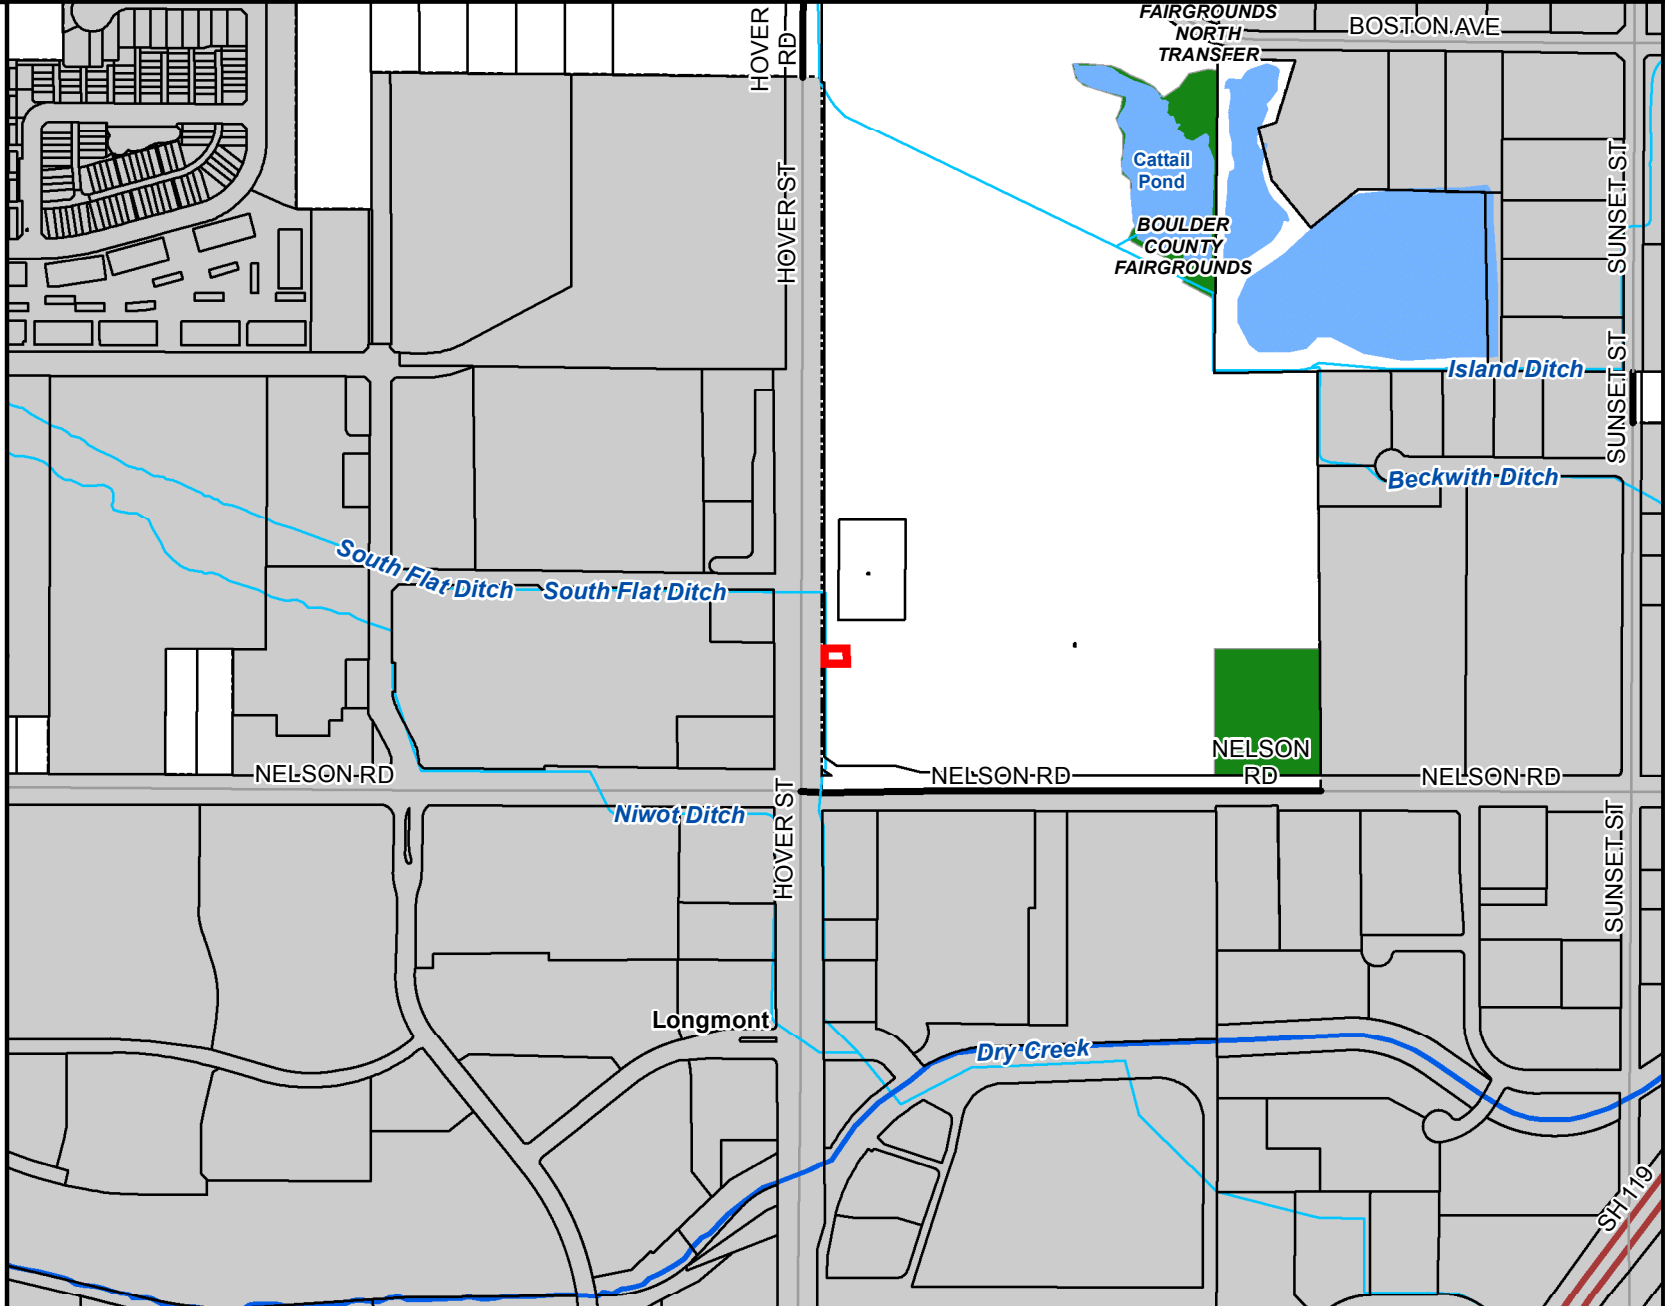 FAIRGROUNDS
NORTH
TRANSFER
BOSTON AVE
HOVER
RD
HOVER ST
Cattail
Pond
BOULDER
COUNTY
FAIRGROUNDS
SUNSET ST
SUNSET ST
Island Ditch
Beckwith Ditch
South Flat Ditch
South Flat Ditch
NELSON RD
NELSON RD
NELSON
RD
NELSON RD
Niwot Ditch
HOVER ST
SUNSET ST
Longmont
Dry Creek
SH 119